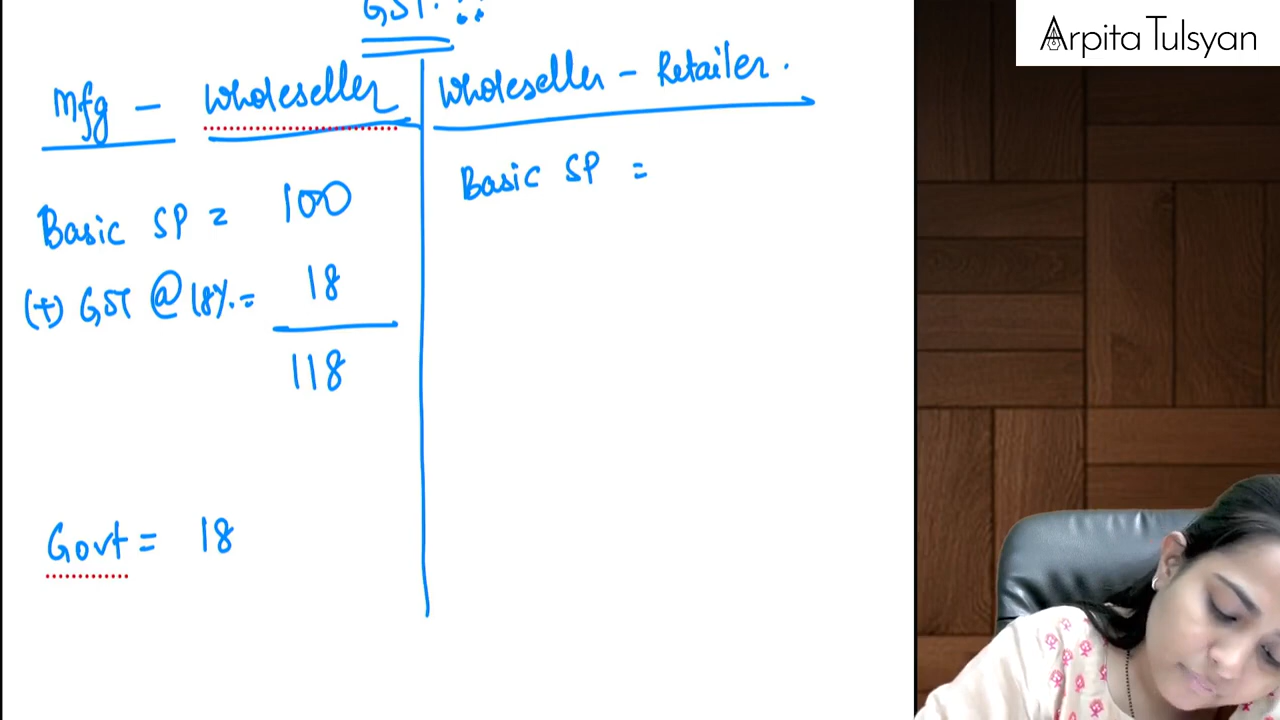 GST.
Mfg - Wholeseller
Basic SP = 100
(+) GST @ 18%. = 18
118
Govt = 18
Wholeseller - Retailer.
Basic SP =
Arpita Tulsyan